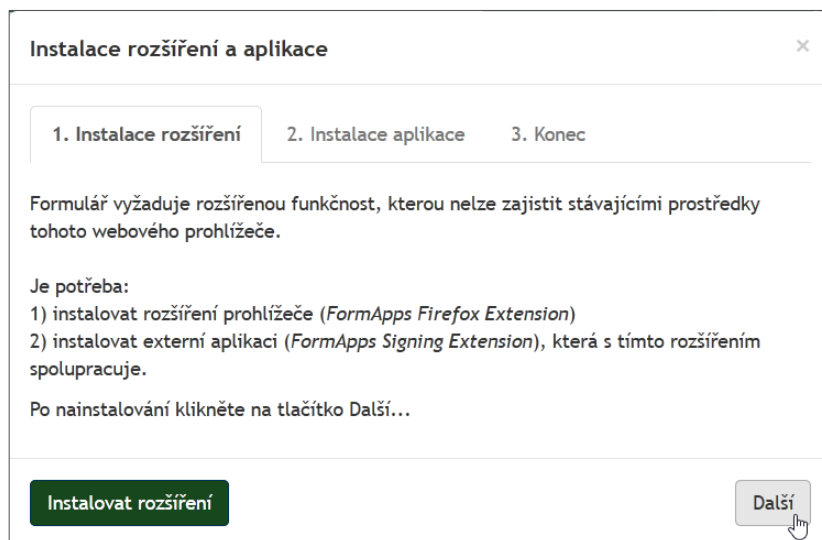 Instalace rozšíření a aplikace
×
1. Instalace rozšíření
2. Instalace aplikace
3. Konec
Formulář vyžaduje rozšířenou funkčnost, kterou nelze zajistit stávajícími prostředky
tohoto webového prohlížeče.
Je potřeba:
1) instalovat rozšíření prohlížeče (FormApps Firefox Extension)
2) instalovat externí aplikaci (FormApps Signing Extension), která s tímto rozšířením
spolupracuje.
Po nainstalování klikněte na tlačítko Další...
Instalovat rozšíření
Další